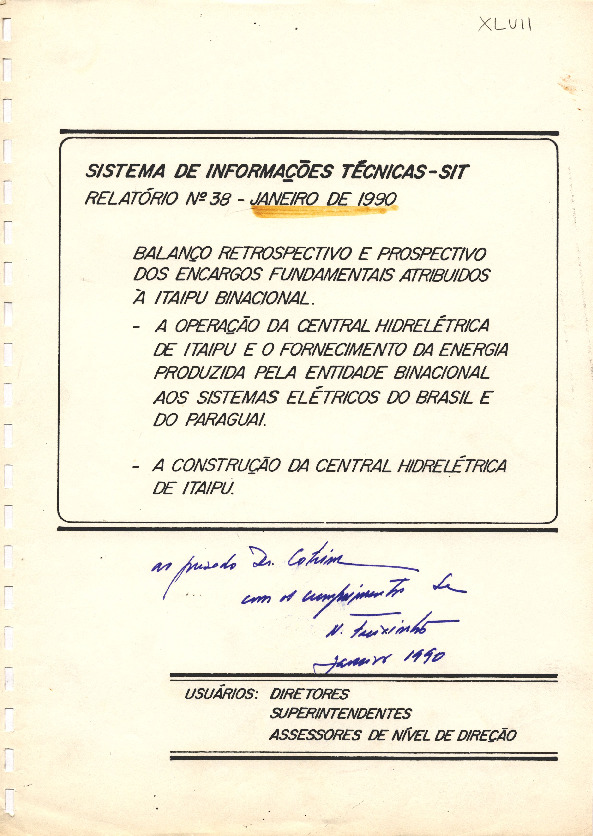 XLVII
SISTEMA DE INFORMAÇÕES TÉCNICAS-SIT
RELATÓRIO Nº 38 - JANEIRO DE 1990
BALANÇO RETROSPECTIVO E PROSPECTIVO
DOS ENCARGOS FUNDAMENTAIS ATRIBUIDOS
À ITAIPU BINACIONAL.
- A OPERAÇÃO DA CENTRAL HIDRELÉTRICA
DE ITAIPU E O FORNECIMENTO DA ENERGIA
PRODUZIDA PELA ENTIDADE BINACIONAL
AOS SISTEMAS ELÉTRICOS DO BRASIL E
DO PARAGUAI.
- A CONSTRUÇÃO DA CENTRAL HIDRELÉTRICA
DE ITAIPU.
ao prezado Dr. Cotrim
com os cumprimentos de
N.
janeiro 1990
USUÁRIOS: DIRETORES
SUPERINTENDENTES
ASSESSORES DE NÍVEL DE DIREÇÃO